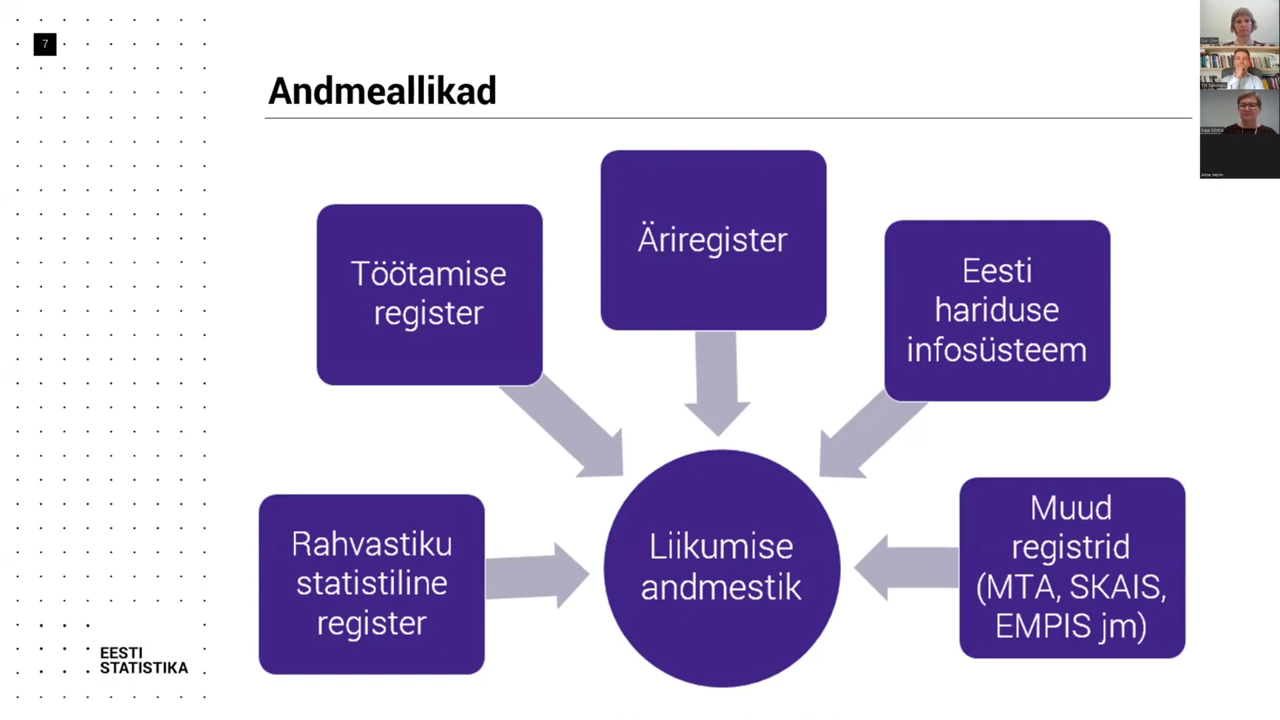 7
Andmeallikad
Äriregister
Töötamise
register
Eesti
hariduse
infosüsteem
Rahvastiku
statistiline
register
Liikumise
andmestik
Muud
registrid
(MTA, SKAIS,
EMPIS jm)
EESTI
STATISTIKA